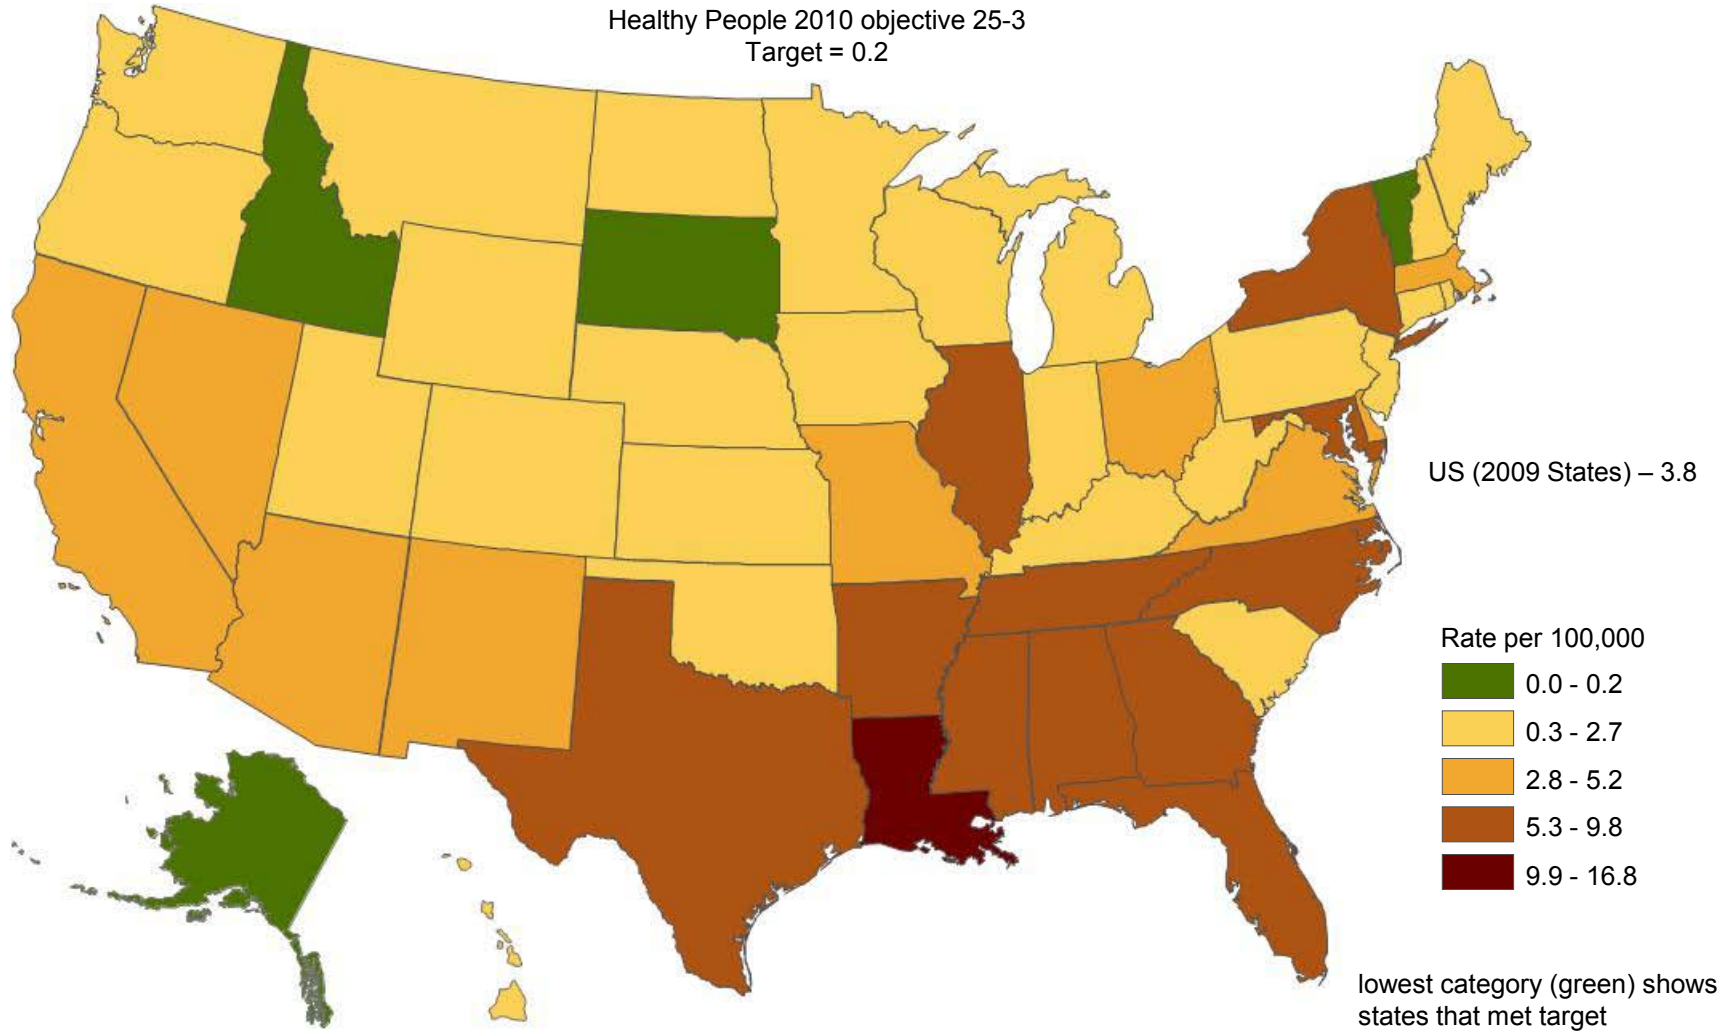 Healthy People 2010 objective 25-3
Target = 0.2
US (2009 States) – 3.8
Rate per 100,000
0.0 - 0.2
0.3 - 2.7
2.8 - 5.2
5.3 - 9.8
9.9 - 16.8
lowest category (green) shows
states that met target